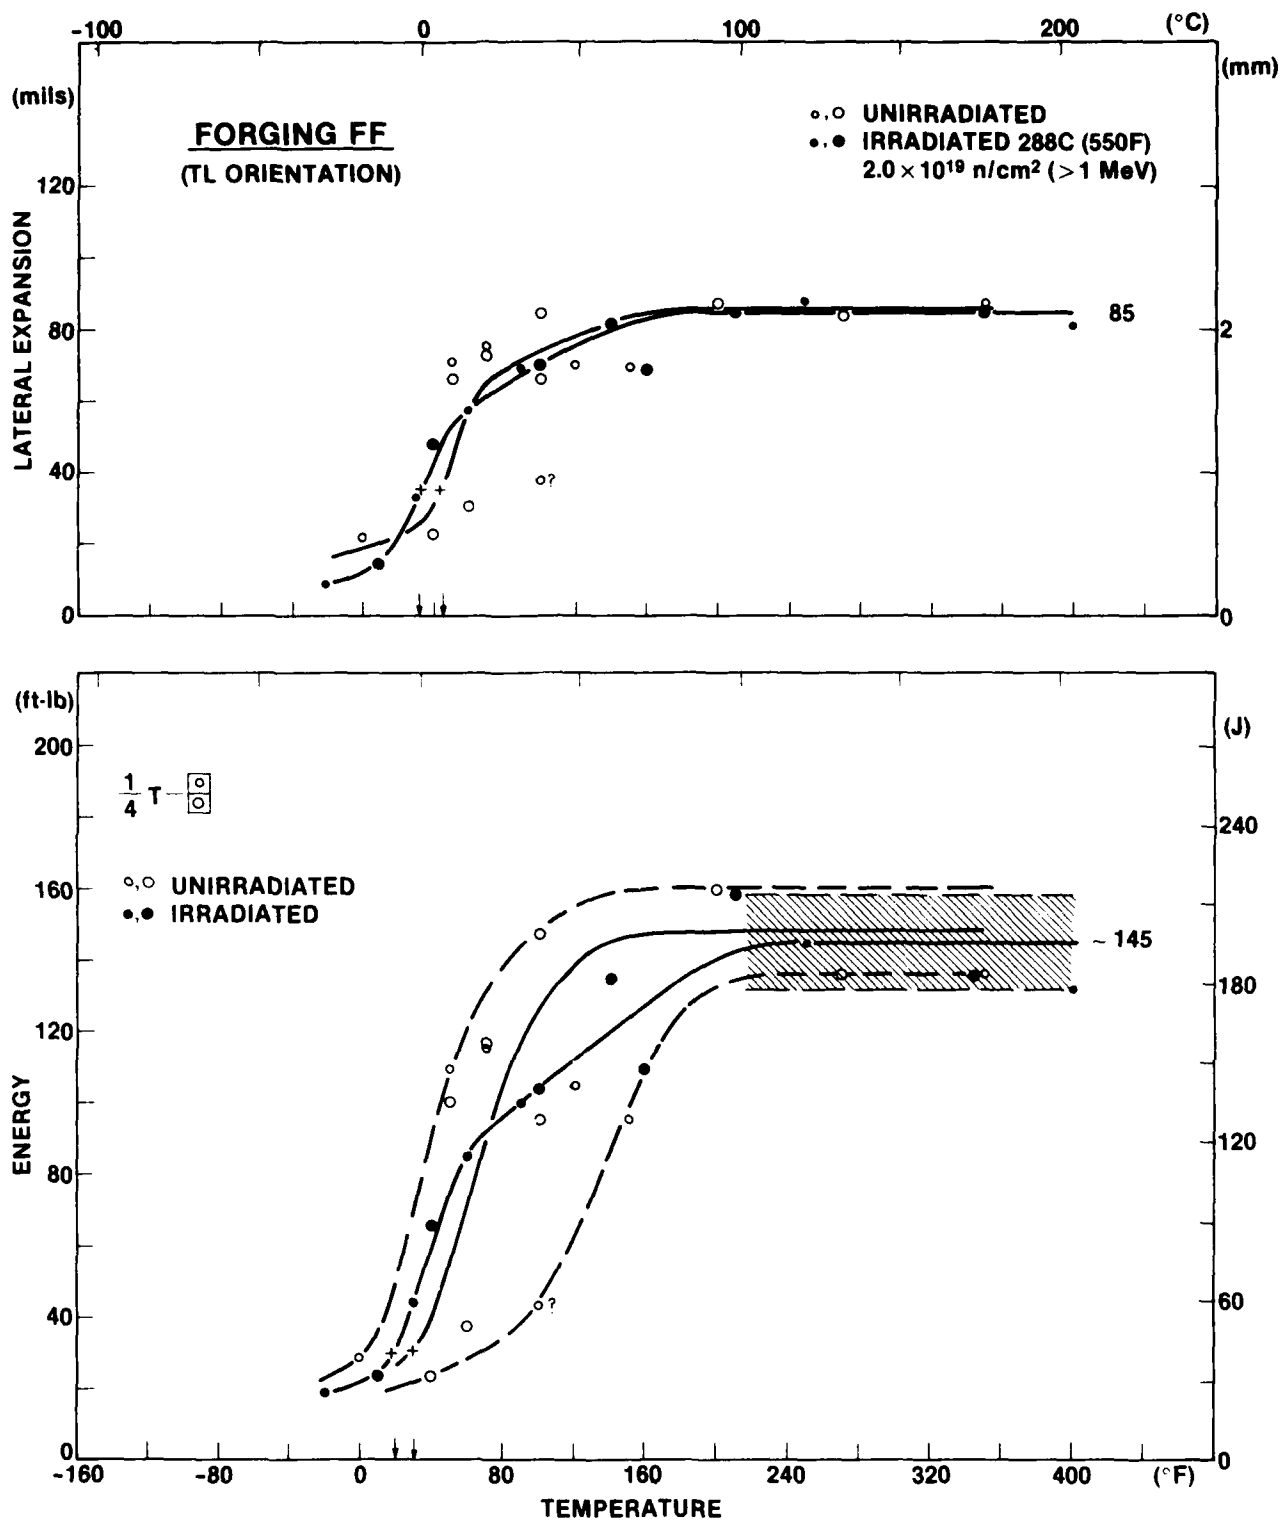 -100 0 100 200 (°C)
(mils) (mm)
FORGING FF
(TL ORIENTATION)
○,○ UNIRRADIATED
●,● IRRADIATED 288C (550F)
2.0 × 10¹⁹ n/cm² (> 1 MeV)
120
80
40
0
LATERAL EXPANSION
85
2
0
?
(ft-lb)
(J)
200
160
120
80
40
0
ENERGY
1/4 T
○,○ UNIRRADIATED
●,● IRRADIATED
~ 145
?
240
180
120
60
0
-160 -80 0 80 160 240 320 400 (°F)
TEMPERATURE